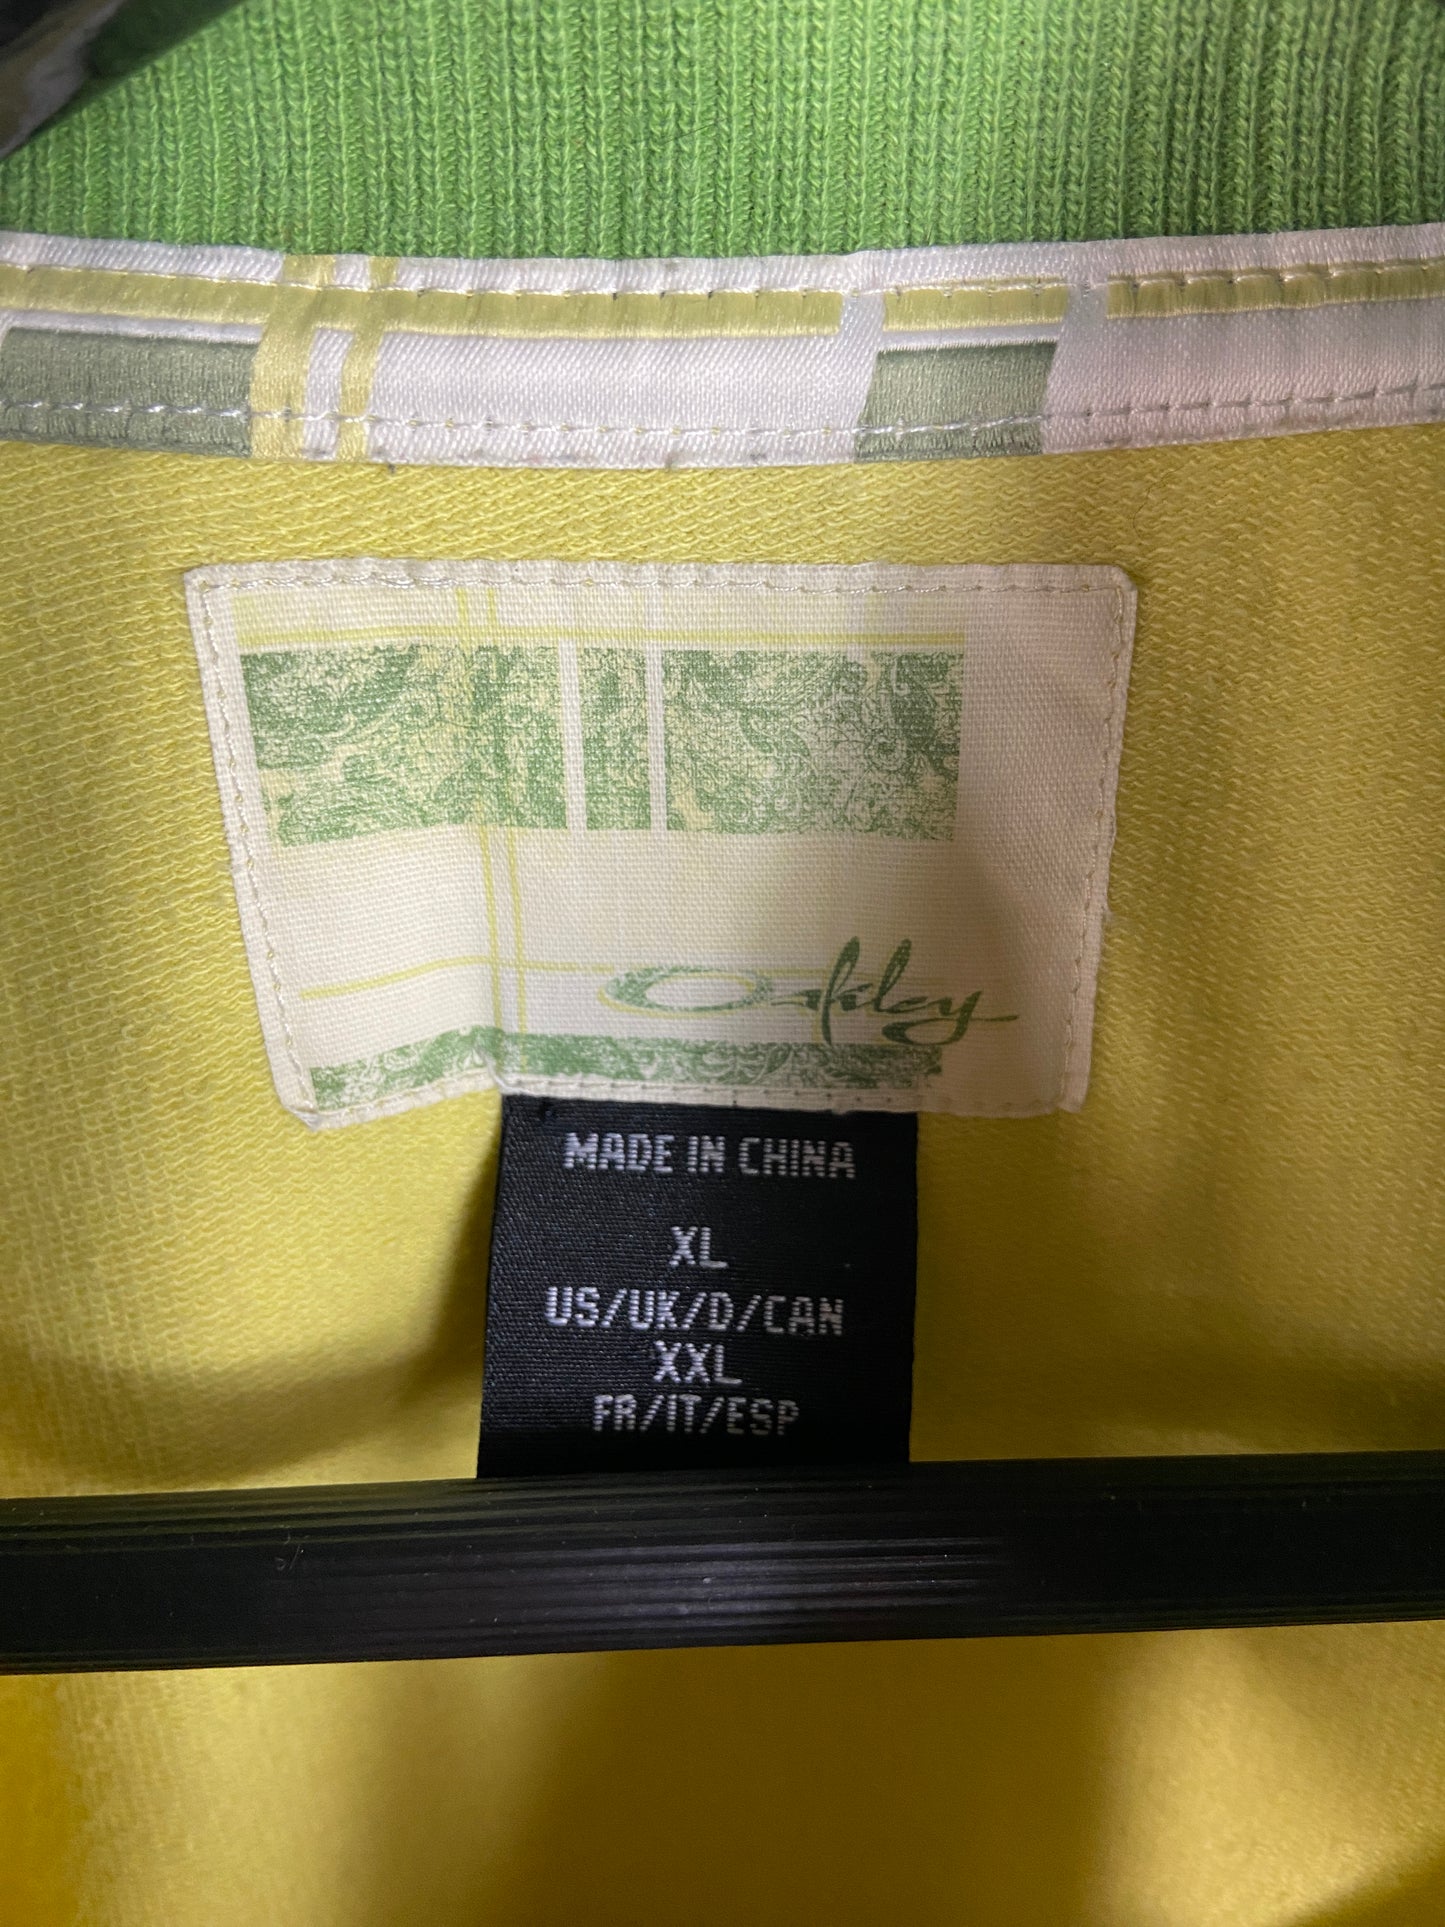 Oakley
MADE IN CHINA
XL
US/UK/D/CAN
XXL
FR/IT/ESP